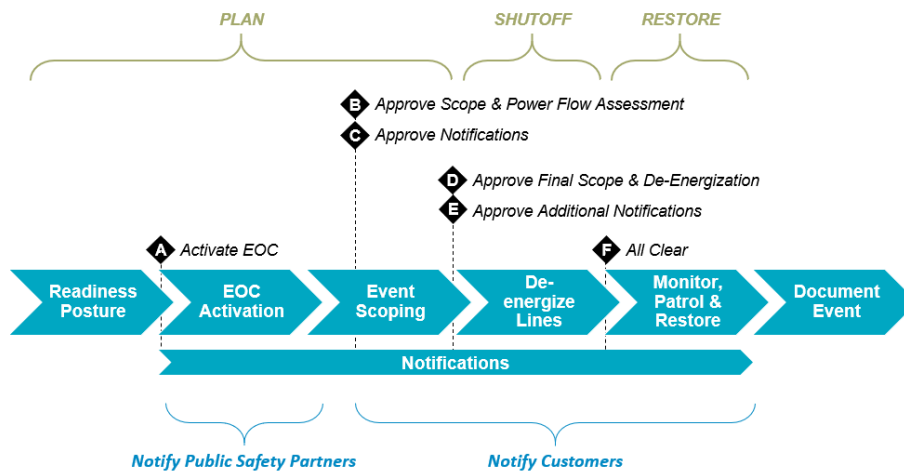 PLAN
SHUTOFF
RESTORE
B Approve Scope & Power Flow Assessment
C Approve Notifications
D Approve Final Scope & De-Energization
E Approve Additional Notifications
A Activate EOC
F All Clear
Readiness
Posture
EOC
Activation
Event
Scoping
De-
energize
Lines
Monitor,
Patrol &
Restore
Document
Event
Notifications
Notify Public Safety Partners
Notify Customers